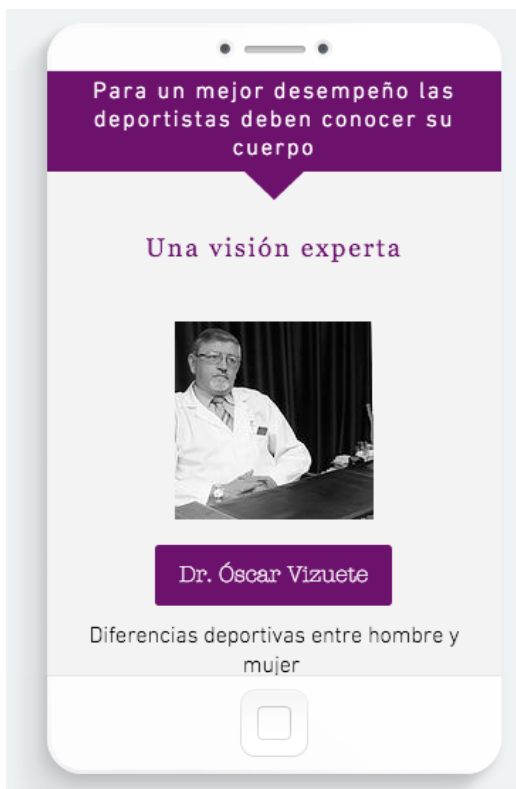 Para un mejor desempeño las
deportistas deben conocer su
cuerpo
Una visión experta
Dr. Óscar Vizuete
Diferencias deportivas entre hombre y
mujer